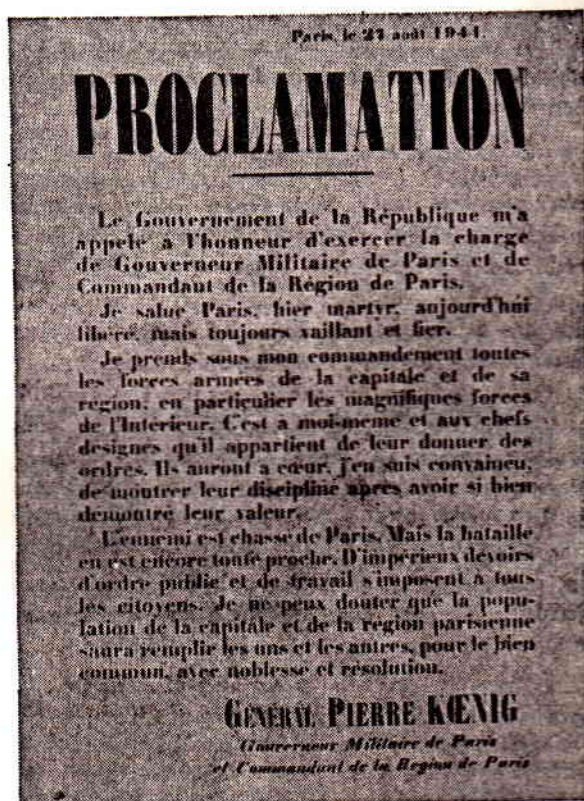 Paris, le 27 août 1944
PROCLAMATION
Le Gouvernement de la République m'a
appelé à l'honneur d'exercer la charge
de Gouverneur Militaire de Paris et de
Commandant de la Région de Paris.
Je salue Paris, hier martyr, aujourd'hui
libéré, mais toujours vaillant et fier.
Je prends sous mon commandement toutes
les forces armées de la capitale et de sa
région, en particulier les magnifiques forces
de l'Intérieur. C'est à moi-même et aux chefs
désignés qu'il appartient de leur donner des
ordres. Ils auront à cœur, j'en suis convaincu,
de montrer leur discipline après avoir si bien
démontré leur valeur.
L'ennemi est chassé de Paris. Mais la bataille
en est encore toute proche. D'impérieux devoirs
d'ordre public et de travail s'imposent à tous
les citoyens. Je ne peux douter que la popu-
lation de la capitale et de la région parisienne
saura remplir les uns et les autres, pour le bien
commun, avec noblesse et résolution.
GÉNÉRAL PIERRE KŒNIG
Gouverneur Militaire de Paris
et Commandant de la Région de Paris